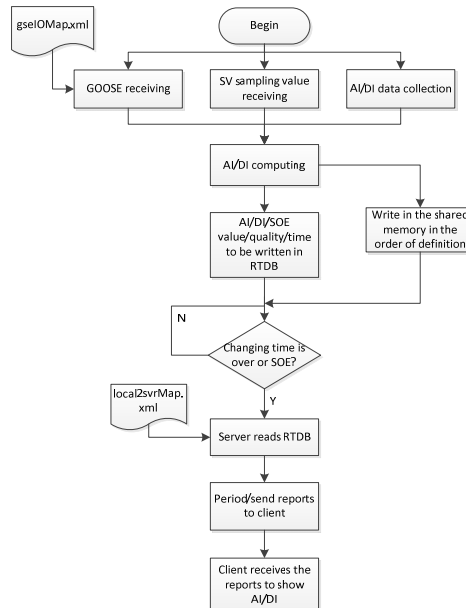 gseIOMap.xml
Begin
GOOSE receiving
SV sampling value
receiving
AI/DI data collection
AI/DI computing
AI/DI/SOE
value/quality/time
to be written in
RTDB
Write in the shared
memory in the
order of definition
N
Changing time is
over or SOE?
Y
local2svrMap.
xml
Server reads RTDB
Period/send reports
to client
Client receives the
reports to show
AI/DI